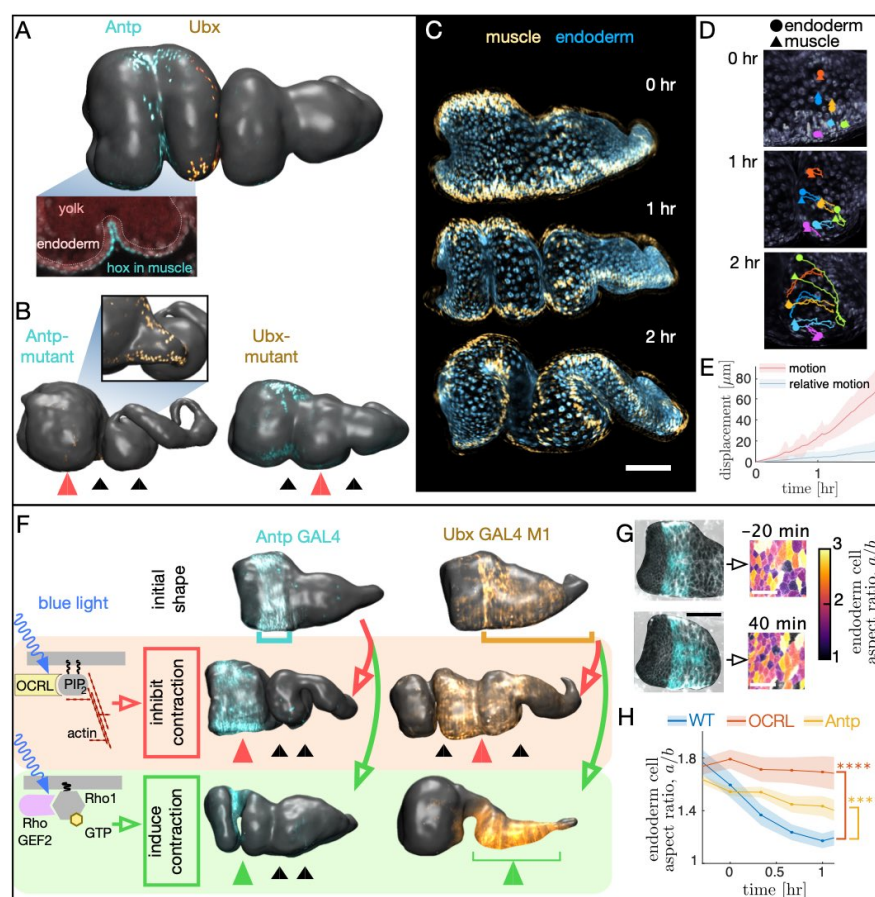 A
Antp
Ubx
yolk
endoderm
hox in muscle
B
Antp-
mutant
Ubx-
mutant
C
muscle endoderm
0 hr
1 hr
2 hr
D
endoderm
muscle
0 hr
1 hr
2 hr
E
motion
relative motion
displacement [μm]
80
60
40
20
0
0
1
time [hr]
F
Antp GAL4
Ubx GAL4 M1
initial
shape
blue light
OCRL
PIP2
actin
inhibit
contraction
Rho
GEF2
Rho1
GTP
induce
contraction
G
-20 min
40 min
3
2
1
endoderm cell
aspect ratio, a/b
H
WT
OCRL
Antp
endoderm cell
aspect ratio, a/b
1.8
1.4
1
****
***
0
0.5
1
time [hr]